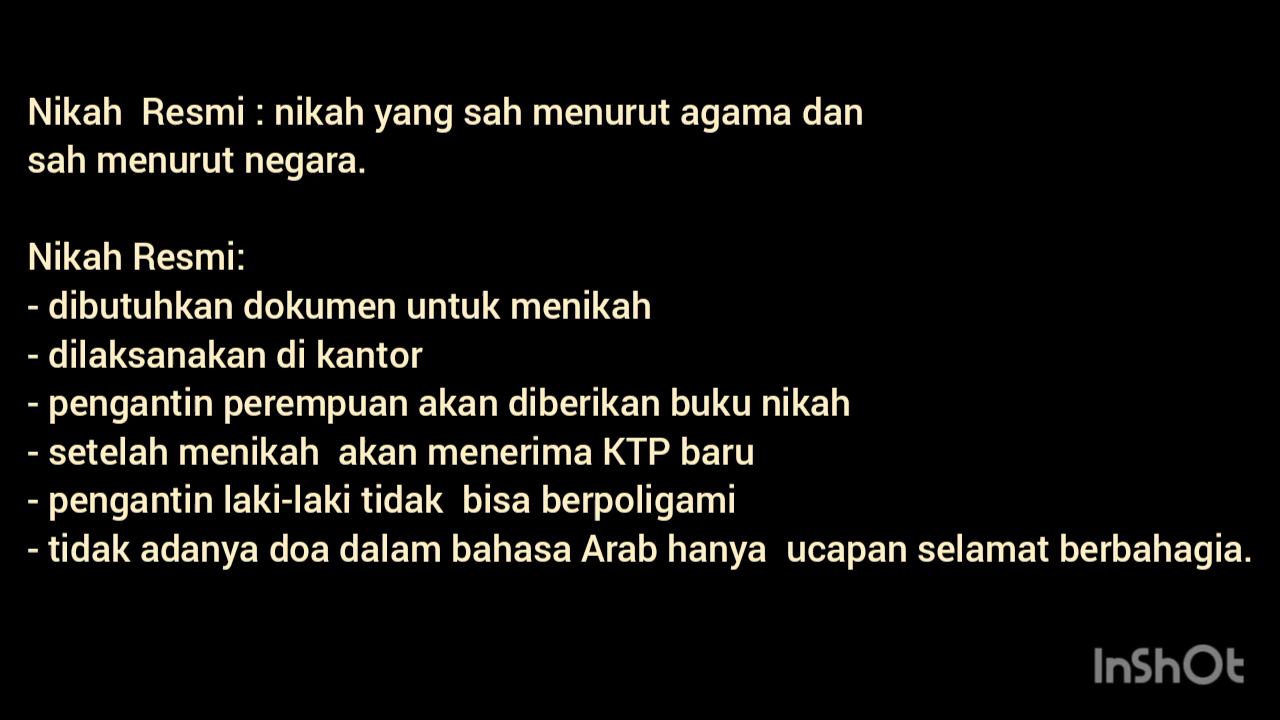 Nikah  Resmi : nikah yang sah menurut agama dan
sah menurut negara.
Nikah Resmi:
- dibutuhkan dokumen untuk menikah
- dilaksanakan di kantor
- pengantin perempuan akan diberikan buku nikah
- setelah menikah  akan menerima KTP baru
- pengantin laki-laki tidak  bisa berpoligami
- tidak adanya doa dalam bahasa Arab hanya  ucapan selamat berbahagia.
InShOt